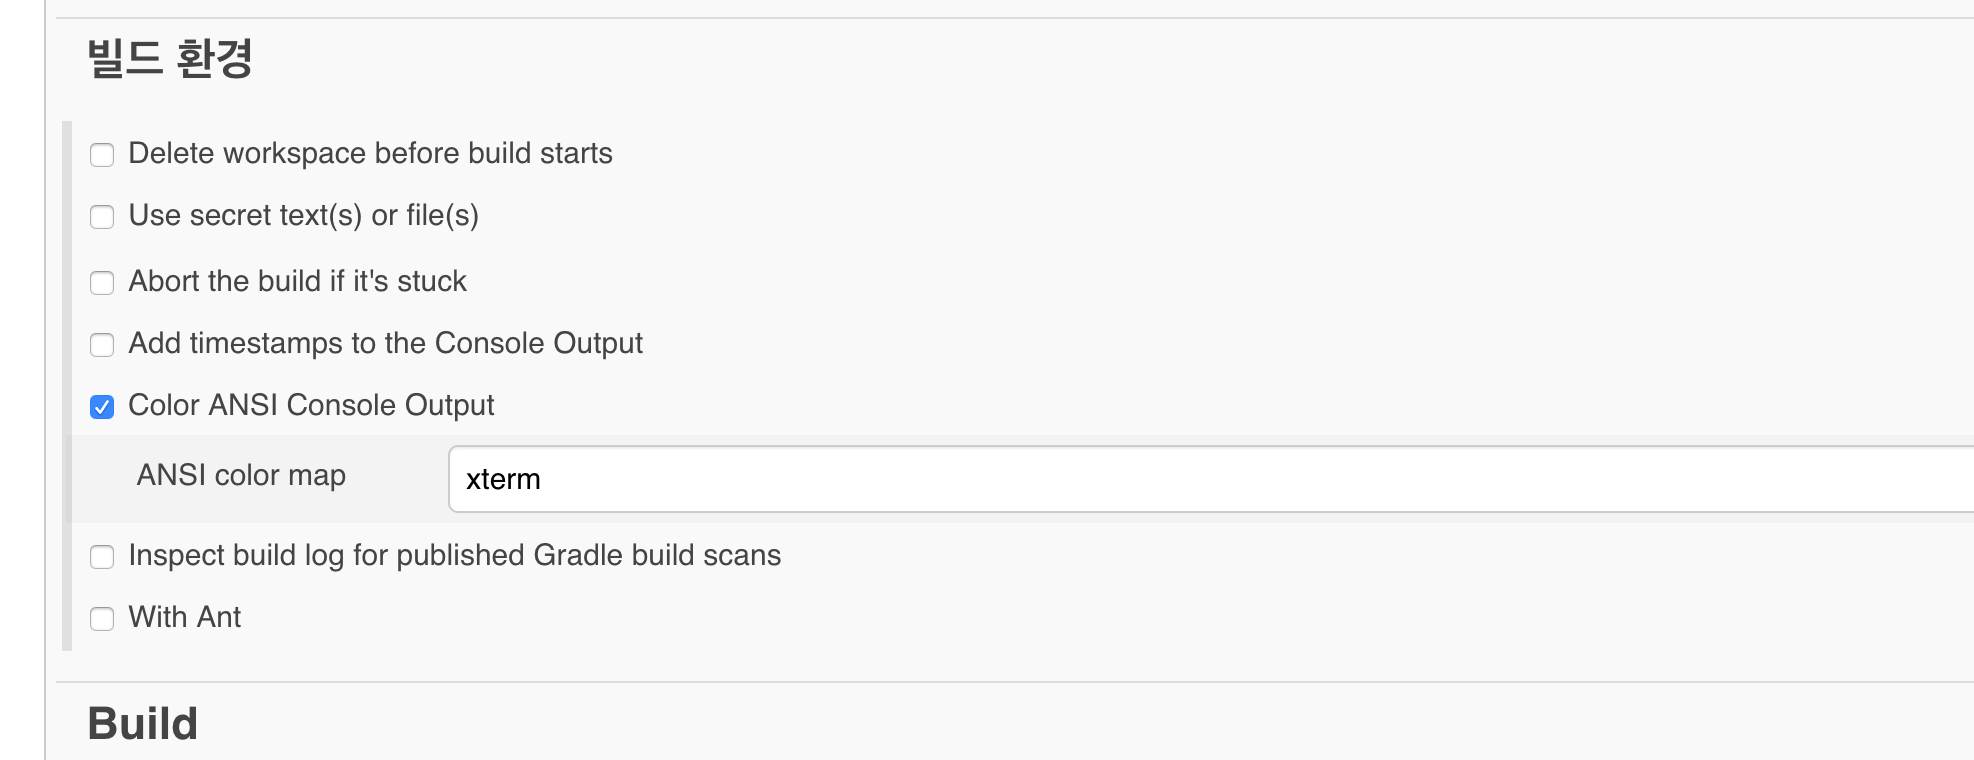 빌드 환경
Delete workspace before build starts
Use secret text(s) or file(s)
Abort the build if it's stuck
Add timestamps to the Console Output
Color ANSI Console Output
ANSI color map xterm
Inspect build log for published Gradle build scans
With Ant
Build